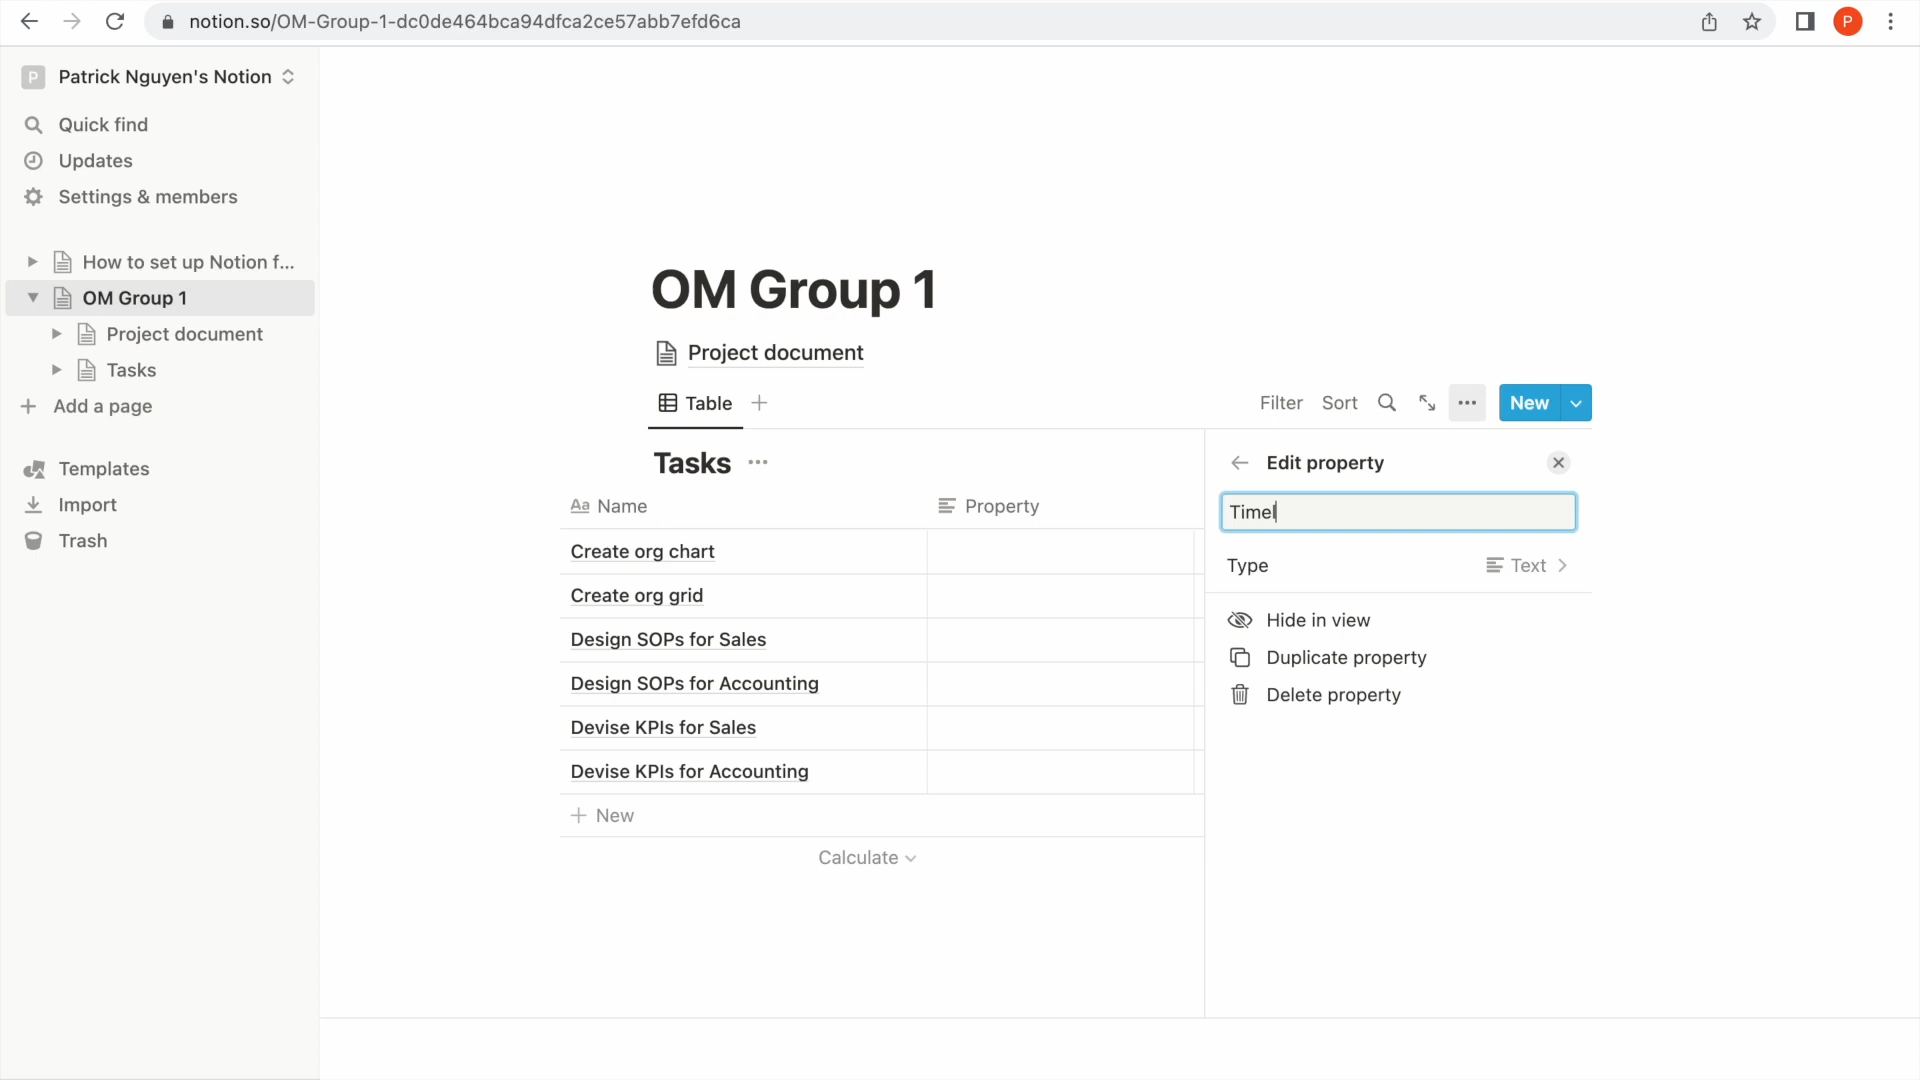 notion.so/OM-Group-1-dc0de464bca94dfca2ce57abb7efd6ca
P
P Patrick Nguyen's Notion
Quick find
Updates
Settings & members
How to set up Notion f...
OM Group 1
Project document
Tasks
Add a page
Templates
Import
Trash
OM Group 1
Project document
Table
Filter Sort New
Tasks
Aa Name Property
Create org chart
Create org grid
Design SOPs for Sales
Design SOPs for Accounting
Devise KPIs for Sales
Devise KPIs for Accounting
New
Calculate
Edit property
Timel
Type Text
Hide in view
Duplicate property
Delete property